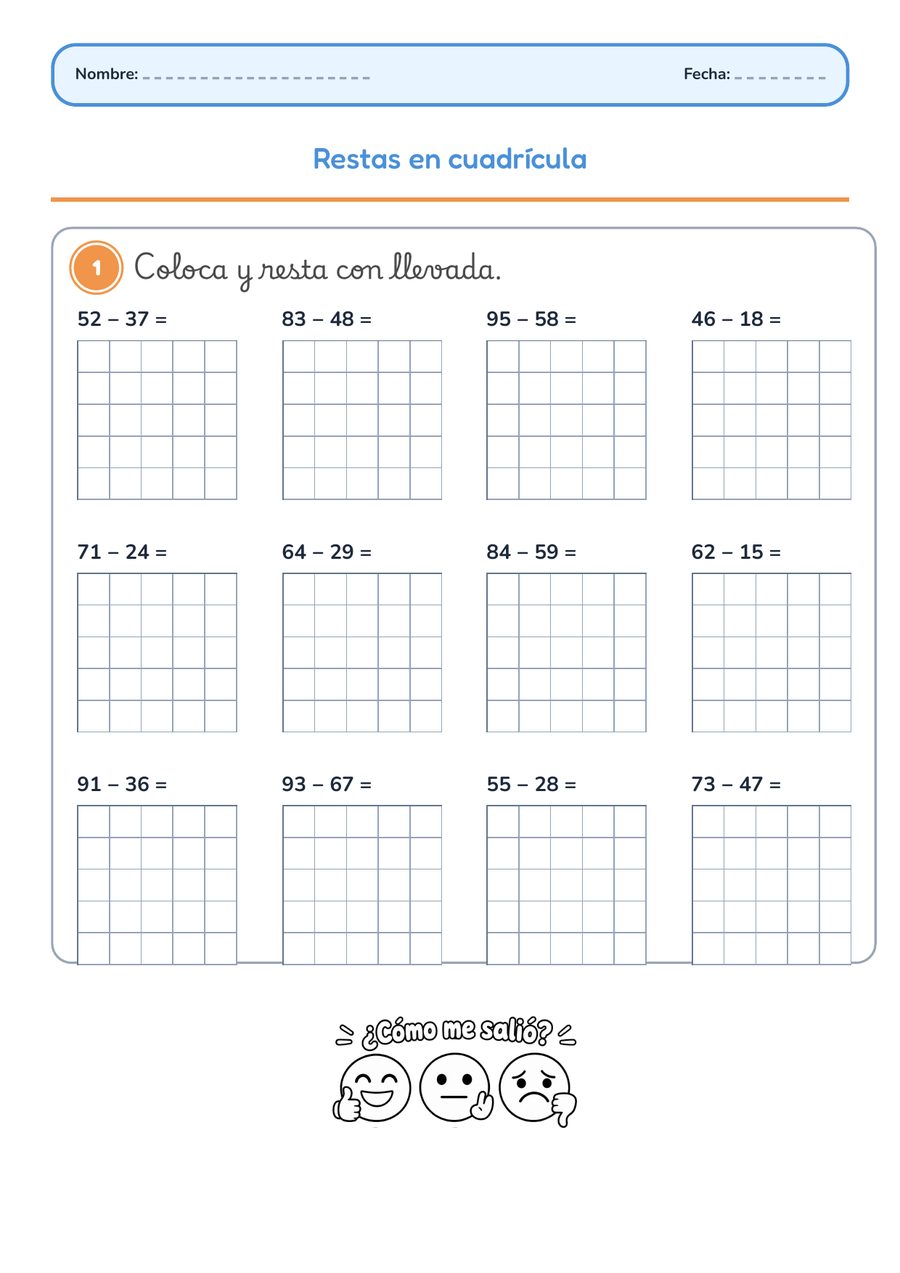 Nombre: Fecha:
Restas en cuadrícula
1 Coloca y resta con llevada.
52 – 37 = 83 – 48 = 95 – 58 = 46 – 18 =
71 – 24 = 64 – 29 = 84 – 59 = 62 – 15 =
91 – 36 = 93 – 67 = 55 – 28 = 73 – 47 =
¿Cómo me salió?